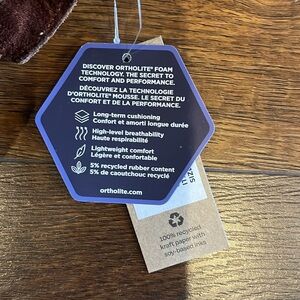 DISCOVER ORTHOLITE® FOAM
TECHNOLOGY. THE SECRET TO
COMFORT AND PERFORMANCE.
DÉCOUVREZ LA TECHNOLOGIE
D'ORTHOLITE® MOUSSE. LE SECRET DU
CONFORT ET DE LA PERFORMANCE.
Long-term cushioning
Confort et amorti longue durée
High-level breathability
Haute respirabilité
Lightweight comfort
Légère et confortable
5% recycled rubber content
5% de caoutchouc recyclé
ortholite.com
100% recycled
kraft paper with
soy-based inks